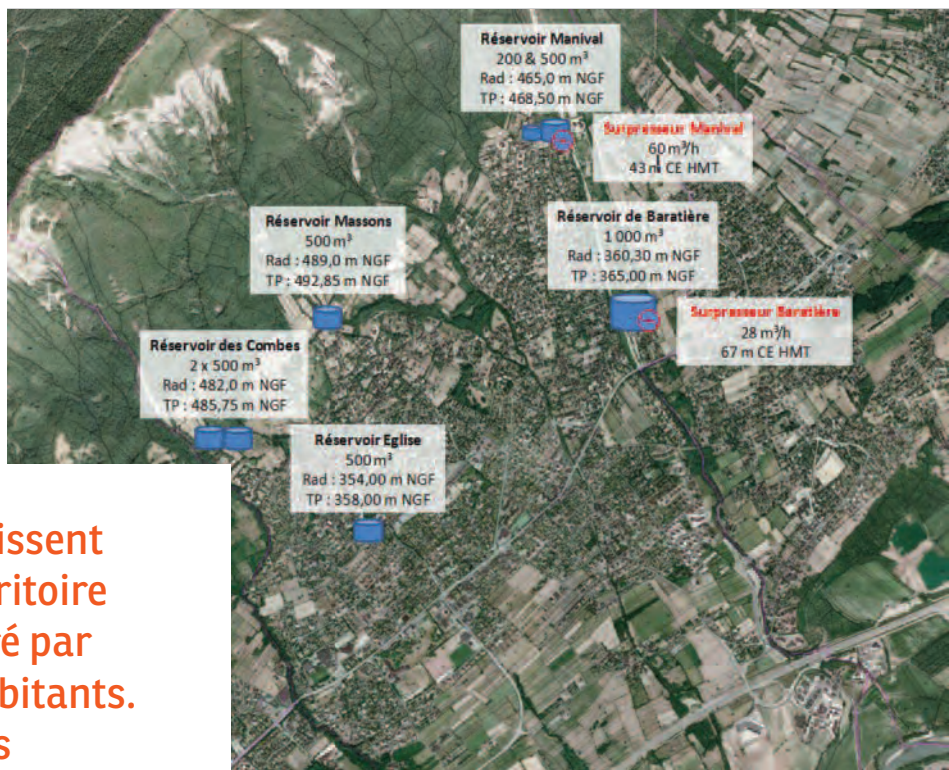 Réservoir Manival
200 & 500 m³
Rad : 465,0 m NGF
TP : 468,50 m NGF
Surpresseur Manival
60 m³/h
43 m CE HMT
Réservoir Massons
500 m³
Rad : 489,0 m NGF
TP : 492,85 m NGF
Réservoir de Baratière
1 000 m³
Rad : 360,30 m NGF
TP : 365,00 m NGF
Surpresseur Baratière
28 m³/h
67 m CE HMT
Réservoir des Combes
2 x 500 m³
Rad : 482,0 m NGF
TP : 485,75 m NGF
Réservoir Eglise
500 m³
Rad : 354,00 m NGF
TP : 358,00 m NGF
issent
ritoire
é par
bitants.
s